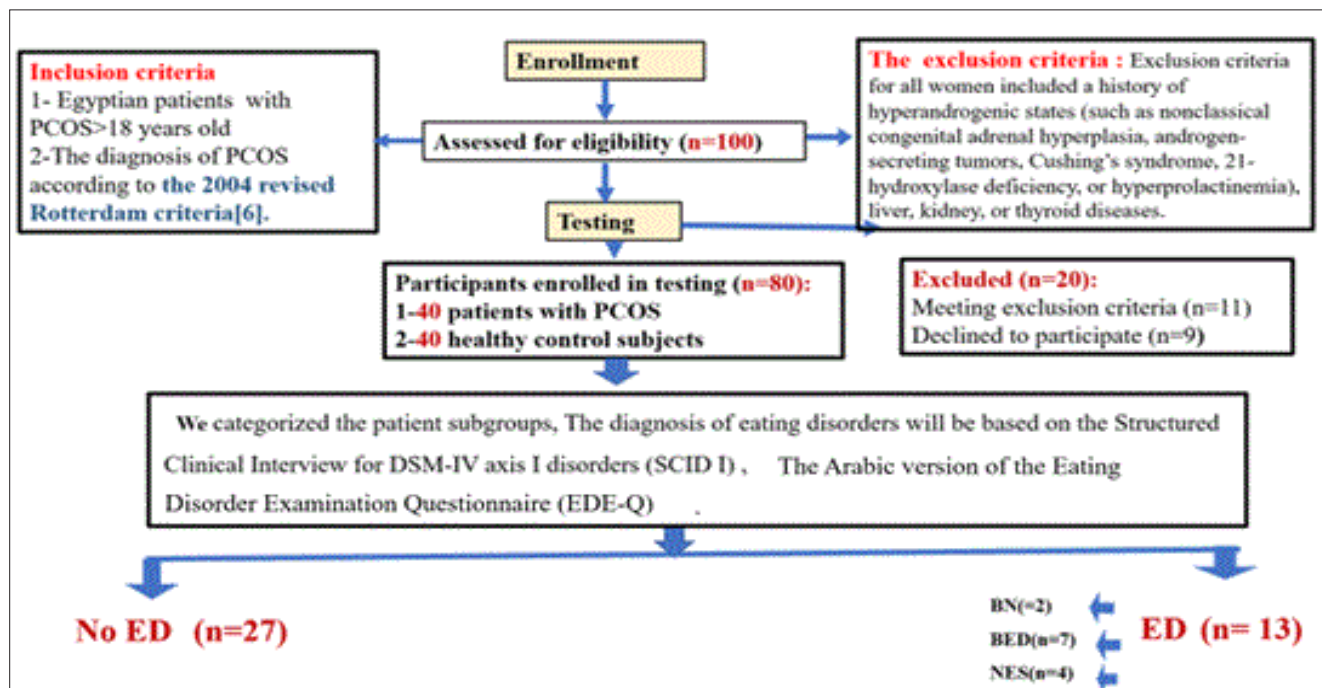 Enrollment
Inclusion criteria
1- Egyptian patients with
PCOS>18 years old
2-The diagnosis of PCOS
according to the 2004 revised
Rotterdam criteria[6].
Assessed for eligibility (n=100)
The exclusion criteria : Exclusion criteria
for all women included a history of
hyperandrogenic states (such as nonclassical
congenital adrenal hyperplasia, androgen-
secreting tumors, Cushing's syndrome, 21-
hydroxylase deficiency, or hyperprolactinemia),
liver, kidney, or thyroid diseases.
Testing
Participants enrolled in testing (n=80):
1-40 patients with PCOS
2-40 healthy control subjects
Excluded (n=20):
Meeting exclusion criteria (n=11)
Declined to participate (n=9)
We categorized the patient subgroups, The diagnosis of eating disorders will be based on the Structured
Clinical Interview for DSM-IV axis I disorders (SCID I) , The Arabic version of the Eating
Disorder Examination Questionnaire (EDE-Q) .
No ED (n=27)
BN(=2)
BED(n=7)
NES(n=4)
ED (n= 13)